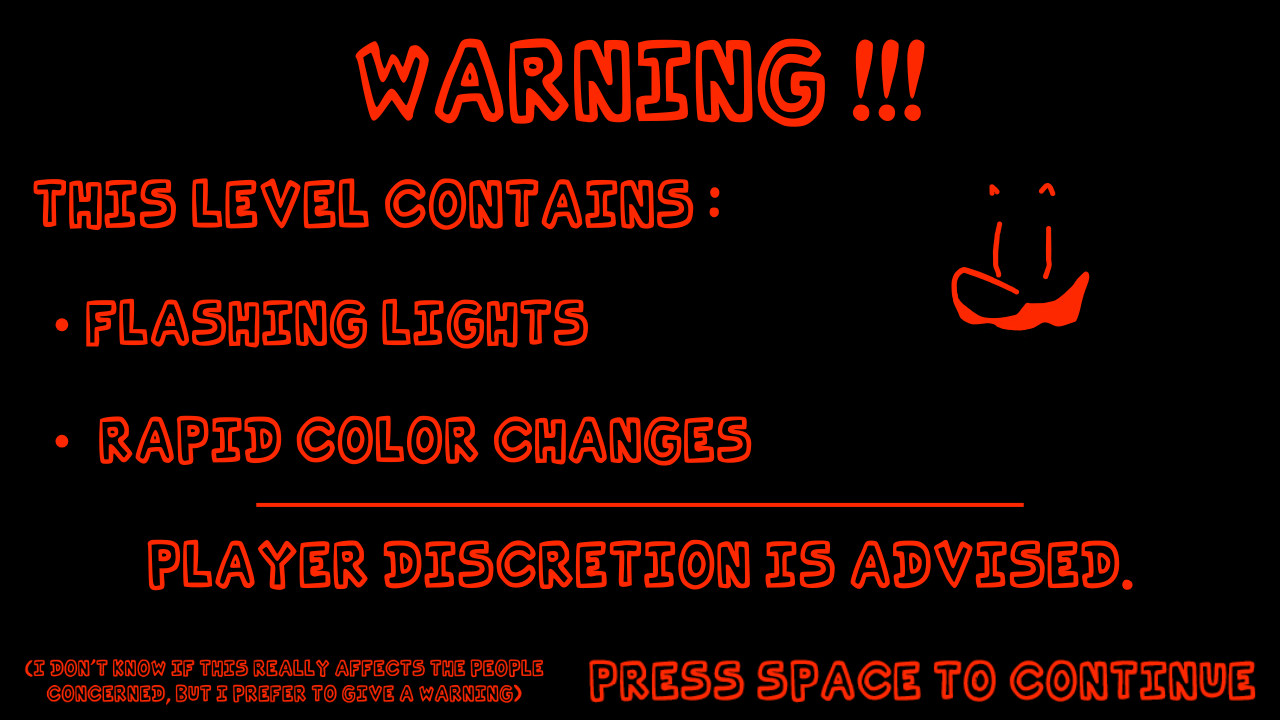 WARNING !!!
THIS LEVEL CONTAINS :
• FLASHING LIGHTS
• RAPID COLOR CHANGES
PLAYER DISCRETION IS ADVISED.
(I DON'T KNOW IF THIS REALLY AFFECTS THE PEOPLE
CONCERNED, BUT I PREFER TO GIVE A WARNING)
PRESS SPACE TO CONTINUE